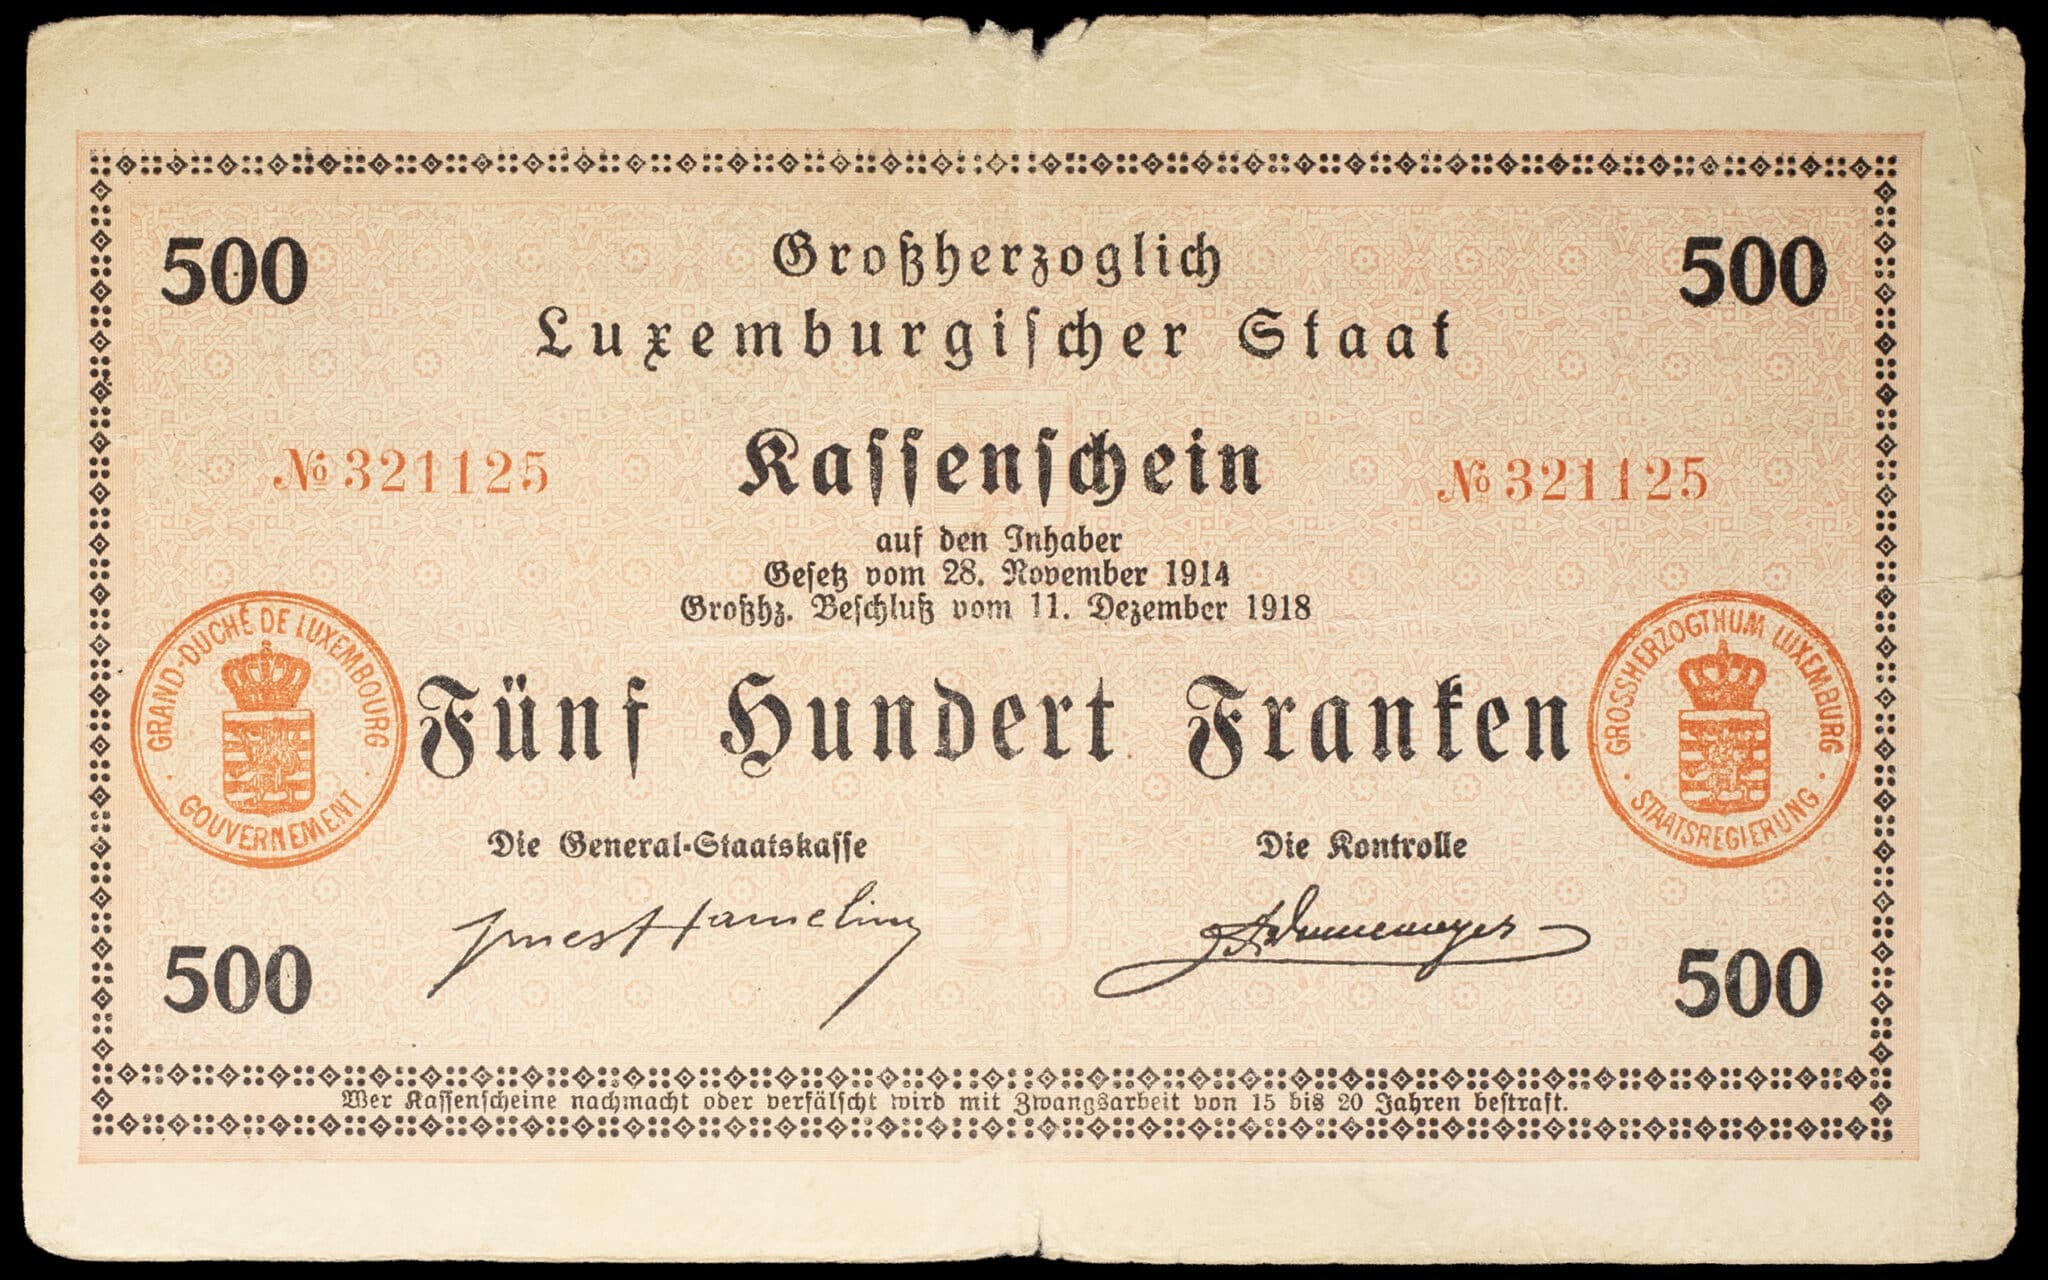 500
Großherzoglich
500
Luxemburgischer Staat
№ 321125
Kassenschein
№ 321125
auf den Inhaber
Gesetz vom 28. November 1914
Großhz. Beschluß vom 11. Dezember 1918
GRAND-DUCHÉ DE LUXEMBOURG
· GOUVERNEMENT ·
Fünf Hundert Franken
GROSSHERZOGTHUM LUXEMBURG
· STAATSREGIERUNG ·
Die General-Staatskasse
Die Kontrolle
Ernest Hameling
500
500
Wer Kassenscheine nachmacht oder verfälscht wird mit Zwangsarbeit von 15 bis 20 Jahren bestraft.